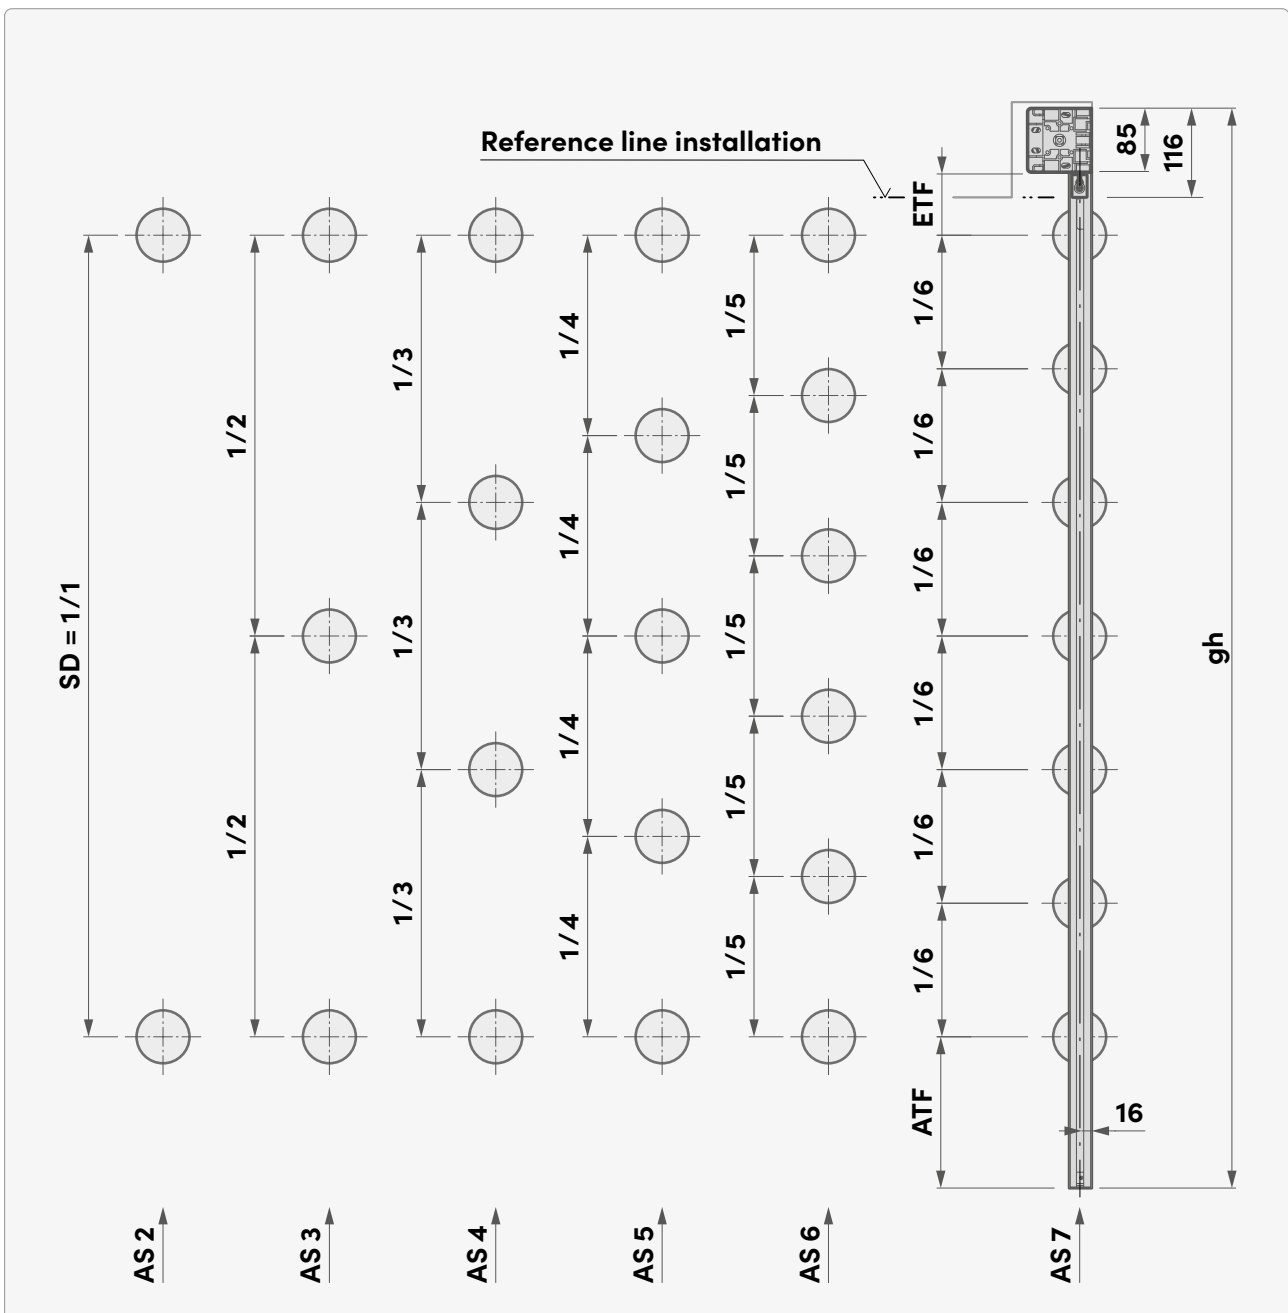 Reference line installation
85
116
ETF
SD = 1/1
1/2
1/2
1/3
1/3
1/3
1/4
1/4
1/4
1/4
1/5
1/5
1/5
1/5
1/5
1/6
1/6
1/6
1/6
1/6
1/6
ATF
gh
16
AS 2
AS 3
AS 4
AS 5
AS 6
AS 7